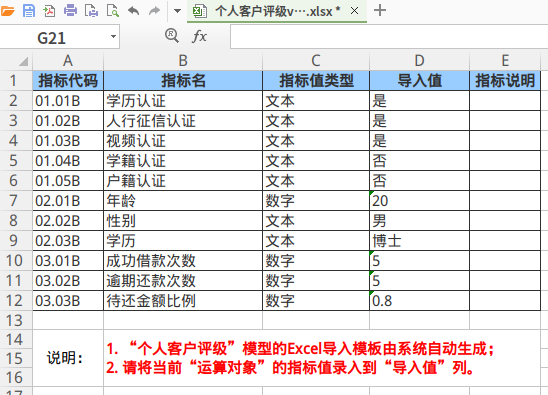 个人客户评级v⋯.xlsx *
G21
fx
A B C D E
1 指标代码 指标名 指标值类型 导入值 指标说明
2 01.01B 学历认证 文本 是
3 01.02B 人行征信认证 文本 是
4 01.03B 视频认证 文本 是
5 01.04B 学籍认证 文本 否
6 01.05B 户籍认证 文本 否
7 02.01B 年龄 数字 20
8 02.02B 性别 文本 男
9 02.03B 学历 文本 博士
10 03.01B 成功借款次数 数字 5
11 03.02B 逾期还款次数 数字 5
12 03.03B 待还金额比例 数字 0.8
13
14 1. “个人客户评级”模型的Excel导入模板由系统自动生成；
15 说明：
16 2. 请将当前“运算对象”的指标值录入到“导入值”列。
17